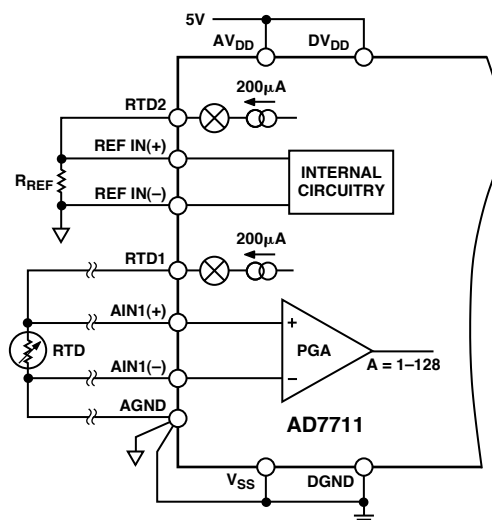 5V
AVDD
DVDD
RTD2
200μA
REF IN(+)
RREF
REF IN(–)
INTERNAL
CIRCUITRY
RTD1
200μA
AIN1(+)
RTD
+
PGA
–
A = 1–128
AIN1(–)
AGND
AD7711
VSS
DGND